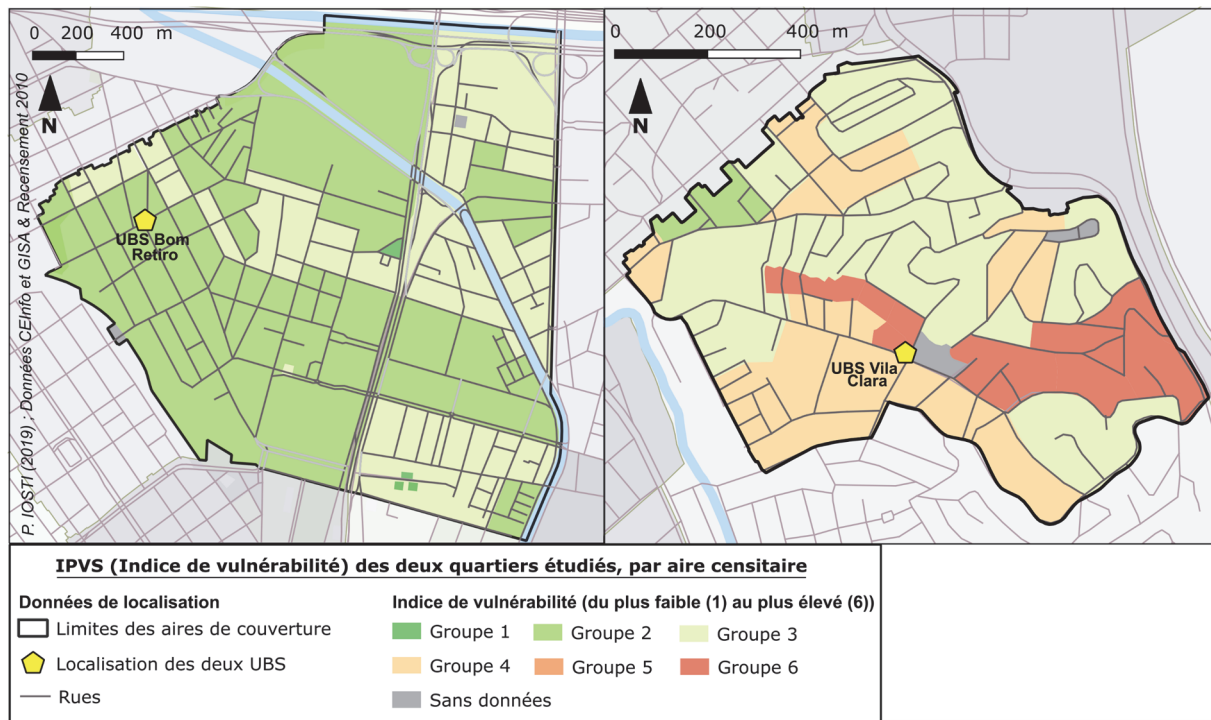 0 200 400 m
N
UBS Bom
Retiro
P. IOSTI (2019) ; Données CEInfo et GISA & Recensement 2010
0 200 400 m
N
UBS Vila
Clara
IPVS (Indice de vulnérabilité) des deux quartiers étudiés, par aire censitaire
Données de localisation
Limites des aires de couverture
Localisation des deux UBS
Rues
Indice de vulnérabilité (du plus faible (1) au plus élevé (6))
Groupe 1 Groupe 2 Groupe 3
Groupe 4 Groupe 5 Groupe 6
Sans données